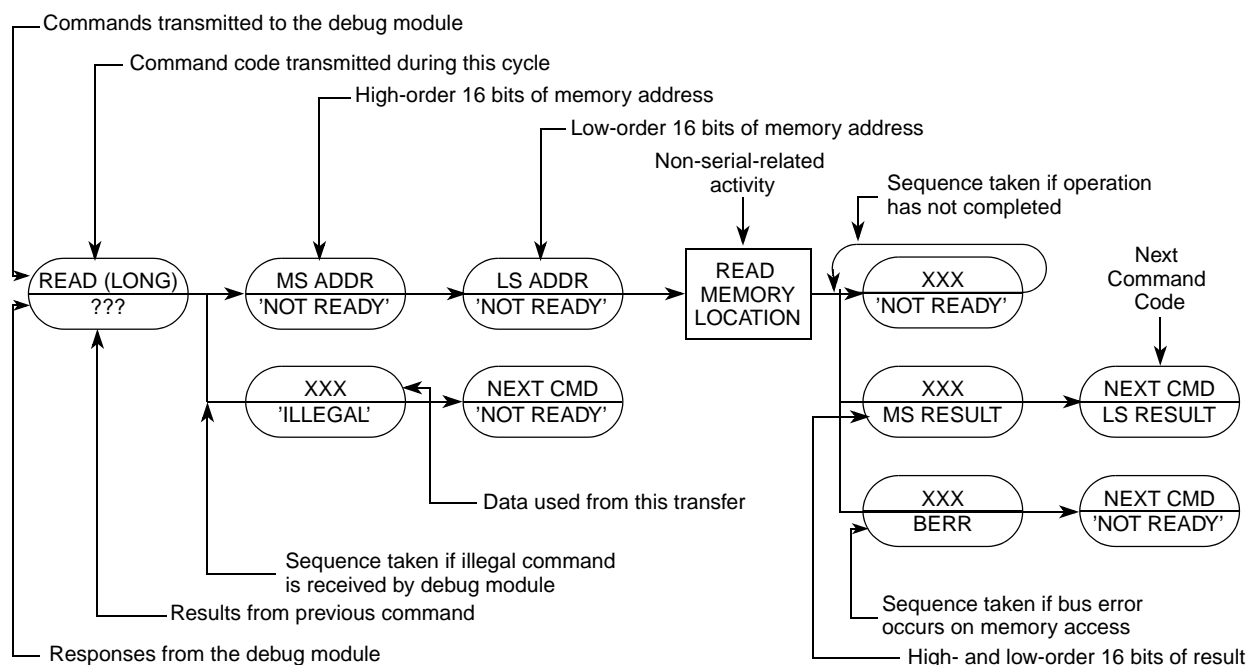 Commands transmitted to the debug module
Command code transmitted during this cycle
High-order 16 bits of memory address
Low-order 16 bits of memory address
Non-serial-related
activity
Sequence taken if operation
has not completed
Next
Command
Code
READ (LONG)
???
MS ADDR
'NOT READY'
LS ADDR
'NOT READY'
READ
MEMORY
LOCATION
XXX
'NOT READY'
XXX
'ILLEGAL'
NEXT CMD
'NOT READY'
XXX
MS RESULT
NEXT CMD
LS RESULT
XXX
BERR
NEXT CMD
'NOT READY'
Data used from this transfer
Sequence taken if illegal command
is received by debug module
Results from previous command
Sequence taken if bus error
occurs on memory access
Responses from the debug module
High- and low-order 16 bits of result